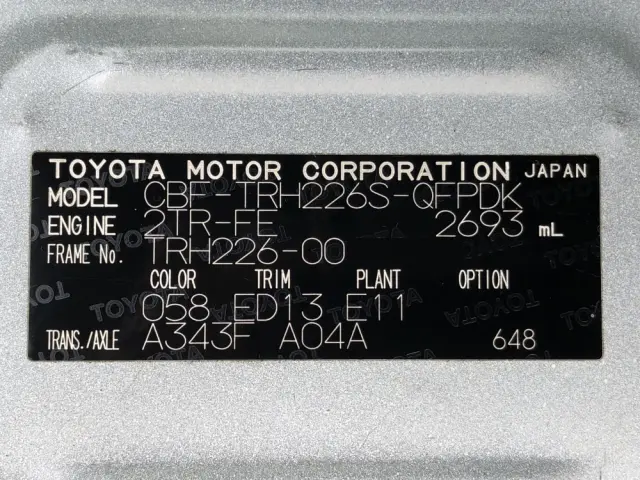 TOYOTA MOTOR CORPORATION JAPAN
MODEL CBF-TRH226S-QFPDK
ENGINE 2TR-FE 2693 mL
FRAME No. TRH226-00
COLOR TRIM PLANT OPTION
058 ED13 E11
TRANS./AXLE A343F A04A 648